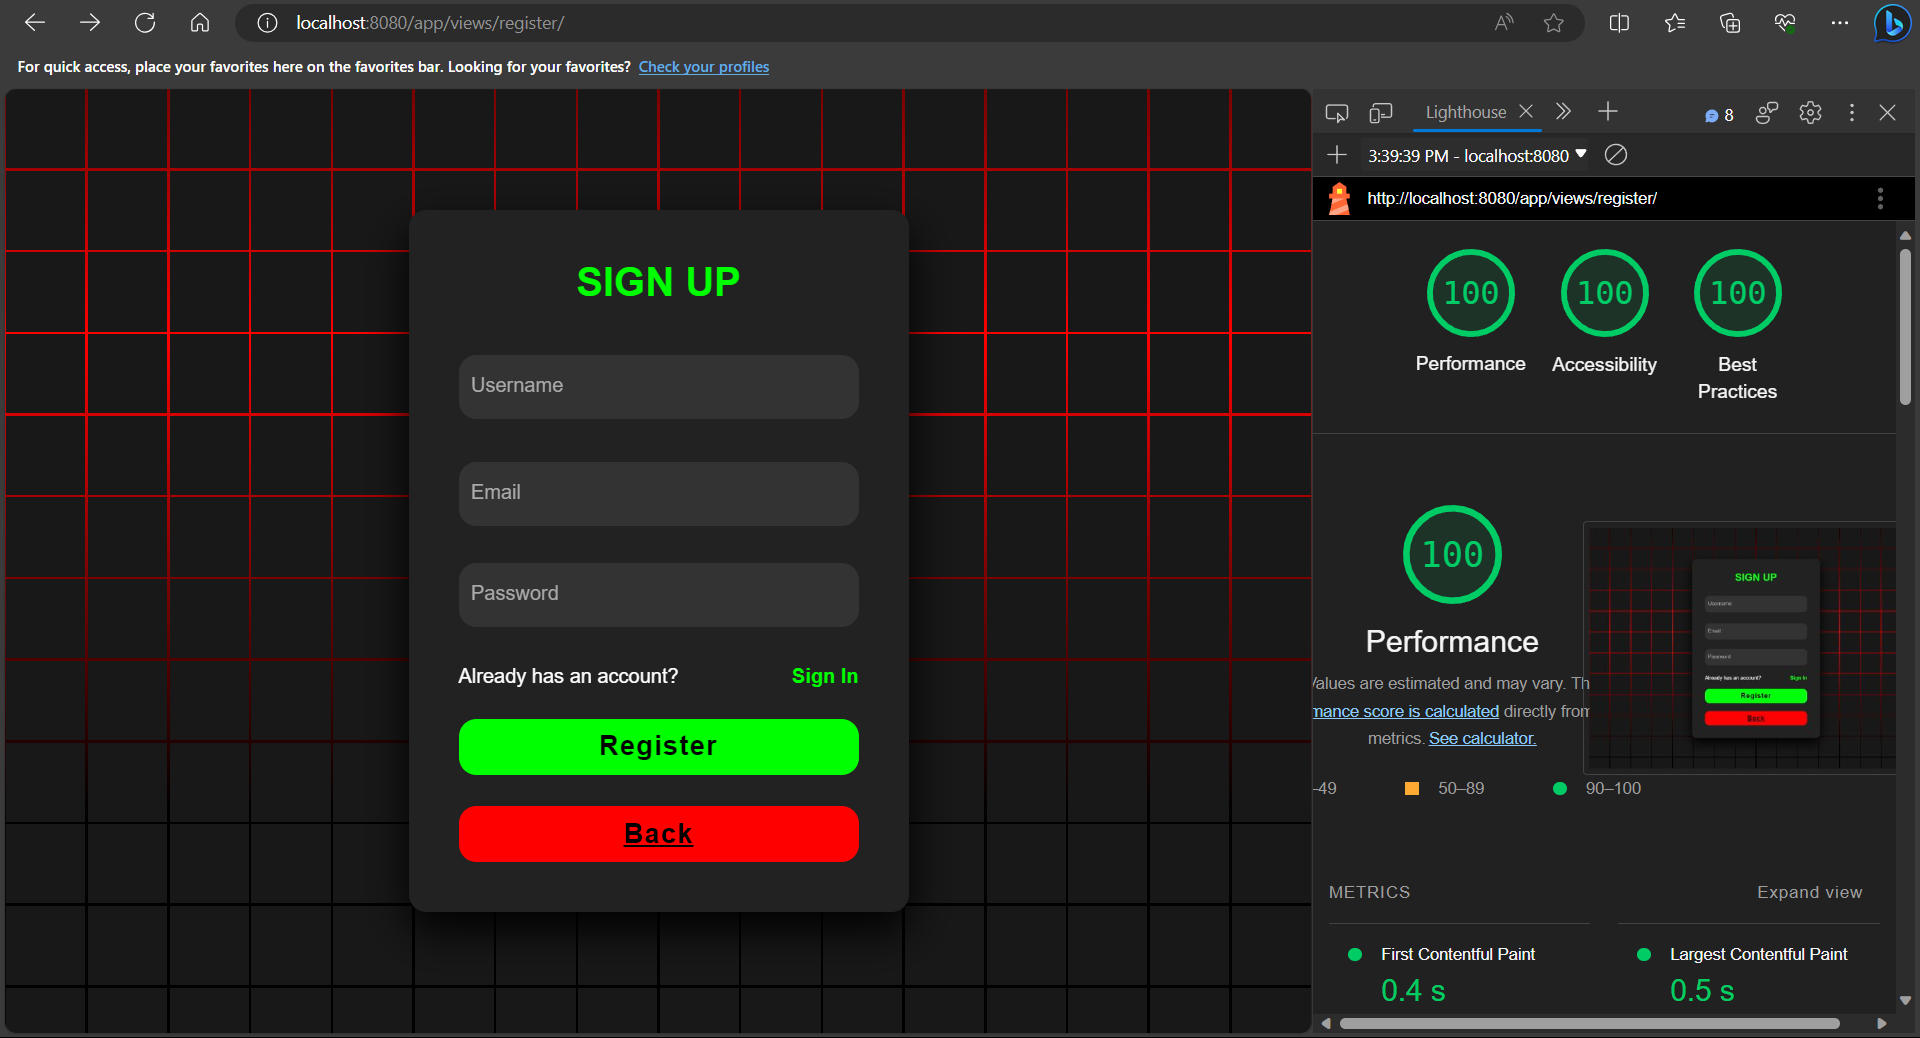 localhost:8080/app/views/register/
For quick access, place your favorites here on the favorites bar. Looking for your favorites? Check your profiles
SIGN UP
Username
Email
Password
Already has an account? Sign In
Register
Back
Lighthouse
8
3:39:39 PM - localhost:8080
http://localhost:8080/app/views/register/
100 100 100
Performance Accessibility Best
Practices
100
Performance
alues are estimated and may vary. Th
mance score is calculated directly from
metrics. See calculator.
-49 50–89 90–100
SIGN UP
Username
Email
Password
Already has an account? Sign In
Register
Back
METRICS Expand view
First Contentful Paint Largest Contentful Paint
0.4 s 0.5 s